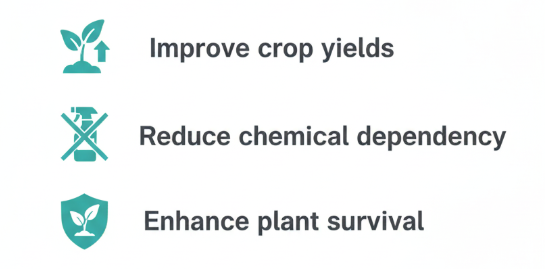 Improve crop yields
Reduce chemical dependency
Enhance plant survival